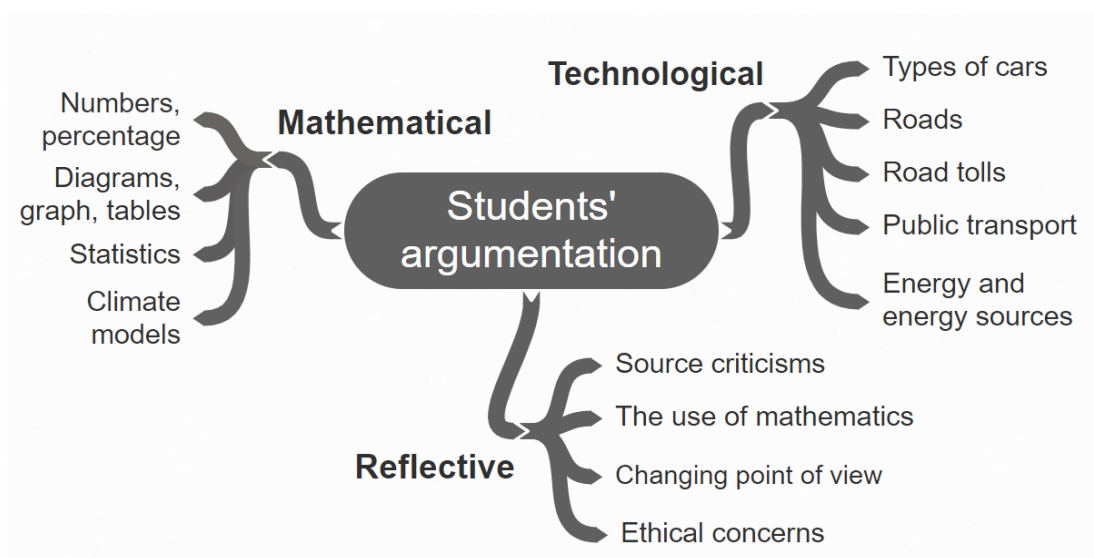 Students'
argumentation
Mathematical
Numbers,
percentage
Diagrams,
graph, tables
Statistics
Climate
models
Technological
Types of cars
Roads
Road tolls
Public transport
Energy and
energy sources
Reflective
Source criticisms
The use of mathematics
Changing point of view
Ethical concerns